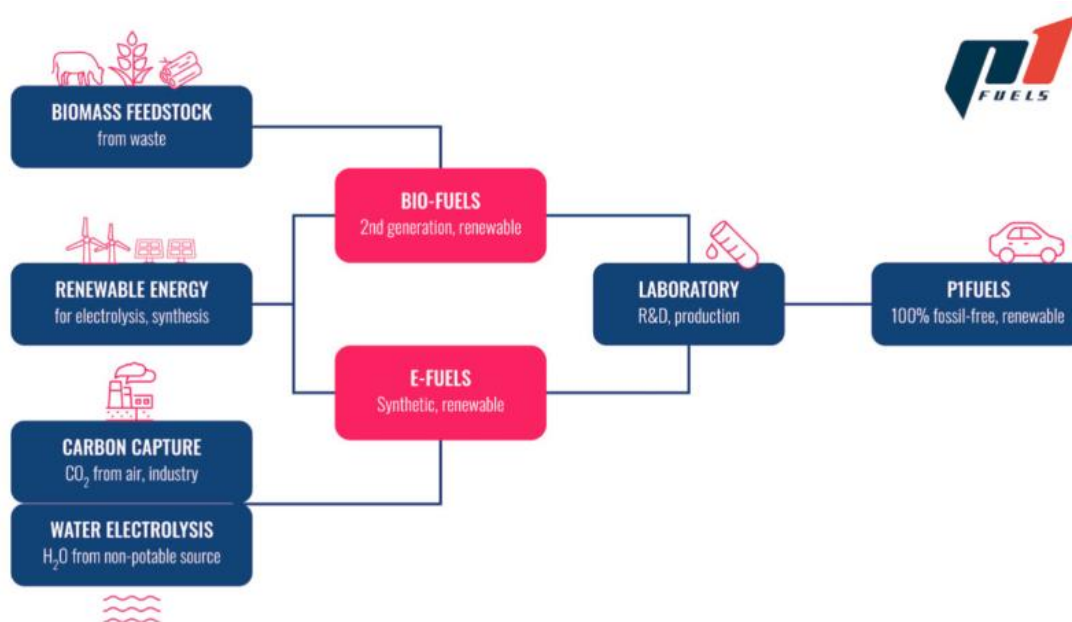 P1
FUELS
BIOMASS FEEDSTOCK
from waste
BIO-FUELS
2nd generation, renewable
RENEWABLE ENERGY
for electrolysis, synthesis
LABORATORY
R&D, production
P1FUELS
100% fossil-free, renewable
E-FUELS
Synthetic, renewable
CARBON CAPTURE
CO₂ from air, industry
WATER ELECTROLYSIS
H₂O from non-potable source